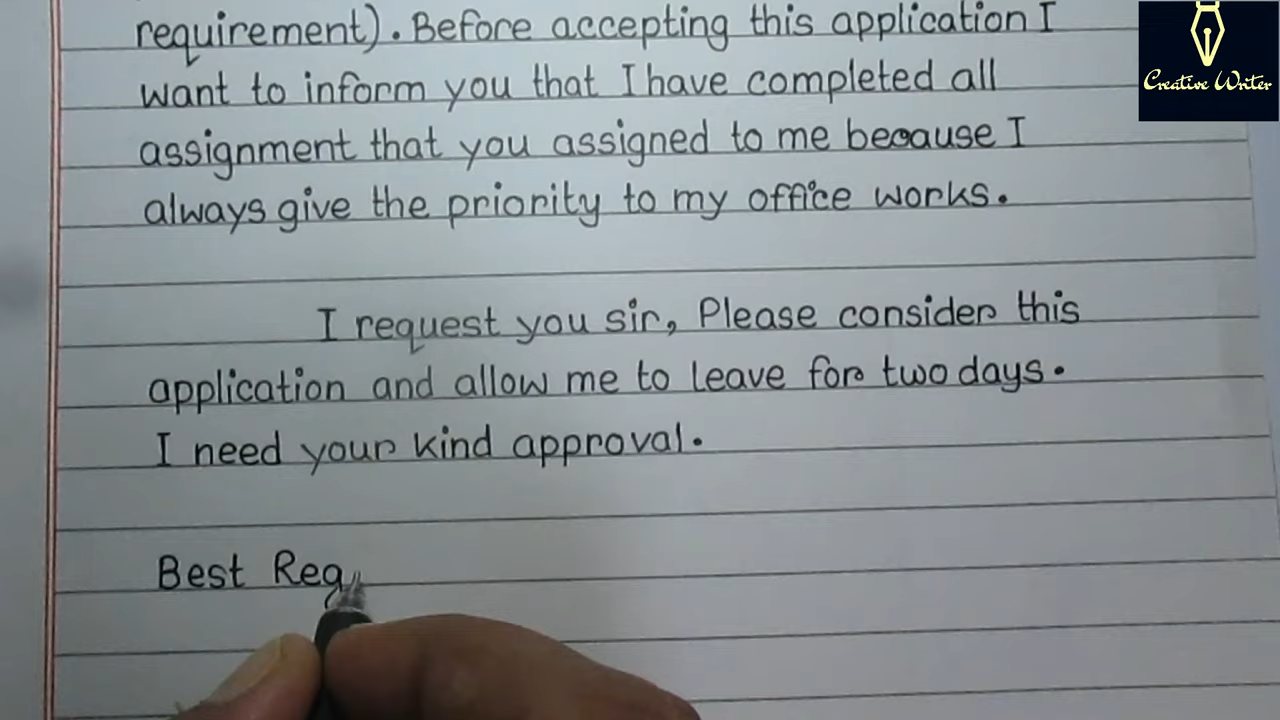 requirement). Before accepting this application I
Creative Writer
want to inform you that I have completed all
assignment that you assigned to me because I
always give the priority to my office works.
I request you sir, Please consider this
application and allow me to leave for two days.
I need your kind approval.
Best Reg